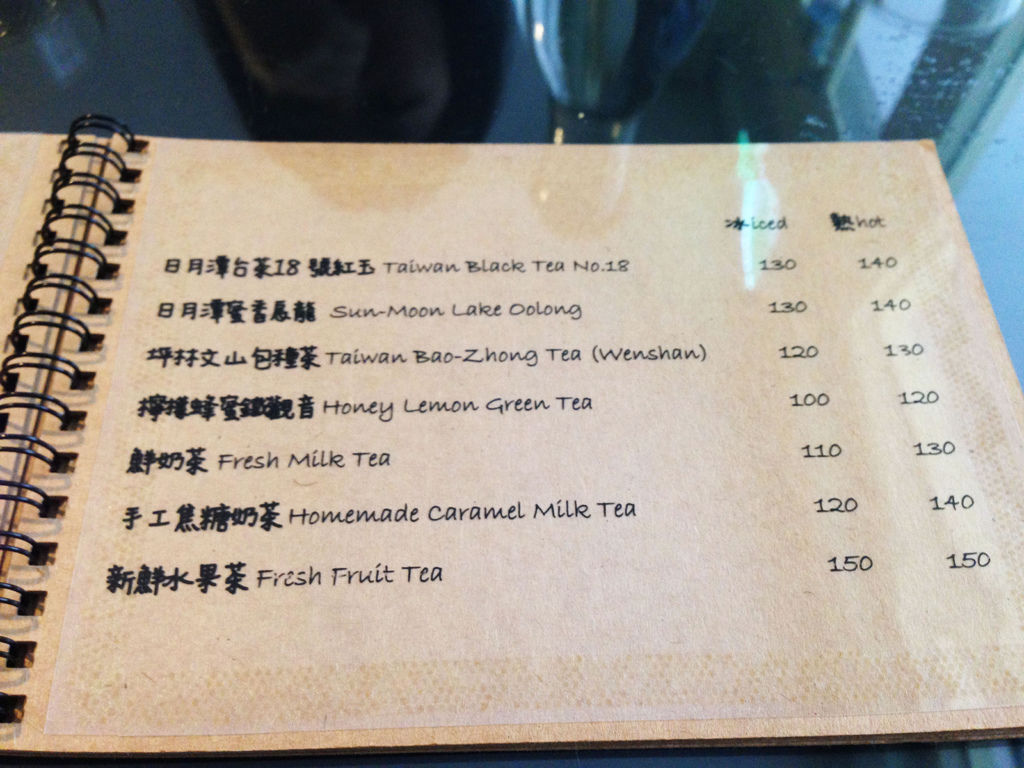 冰iced 熱hot
日月潭台茶18 號紅玉 Taiwan Black Tea No.18 130 140
日月潭蜜香烏龍 Sun-Moon Lake Oolong 130 140
坪林文山包種茶 Taiwan Bao-Zhong Tea (Wenshan) 120 130
檸檬蜂蜜鐵觀音 Honey Lemon Green Tea 100 120
鮮奶茶 Fresh Milk Tea 110 130
手工焦糖奶茶 Homemade Caramel Milk Tea 120 140
新鮮水果茶 Fresh Fruit Tea 150 150